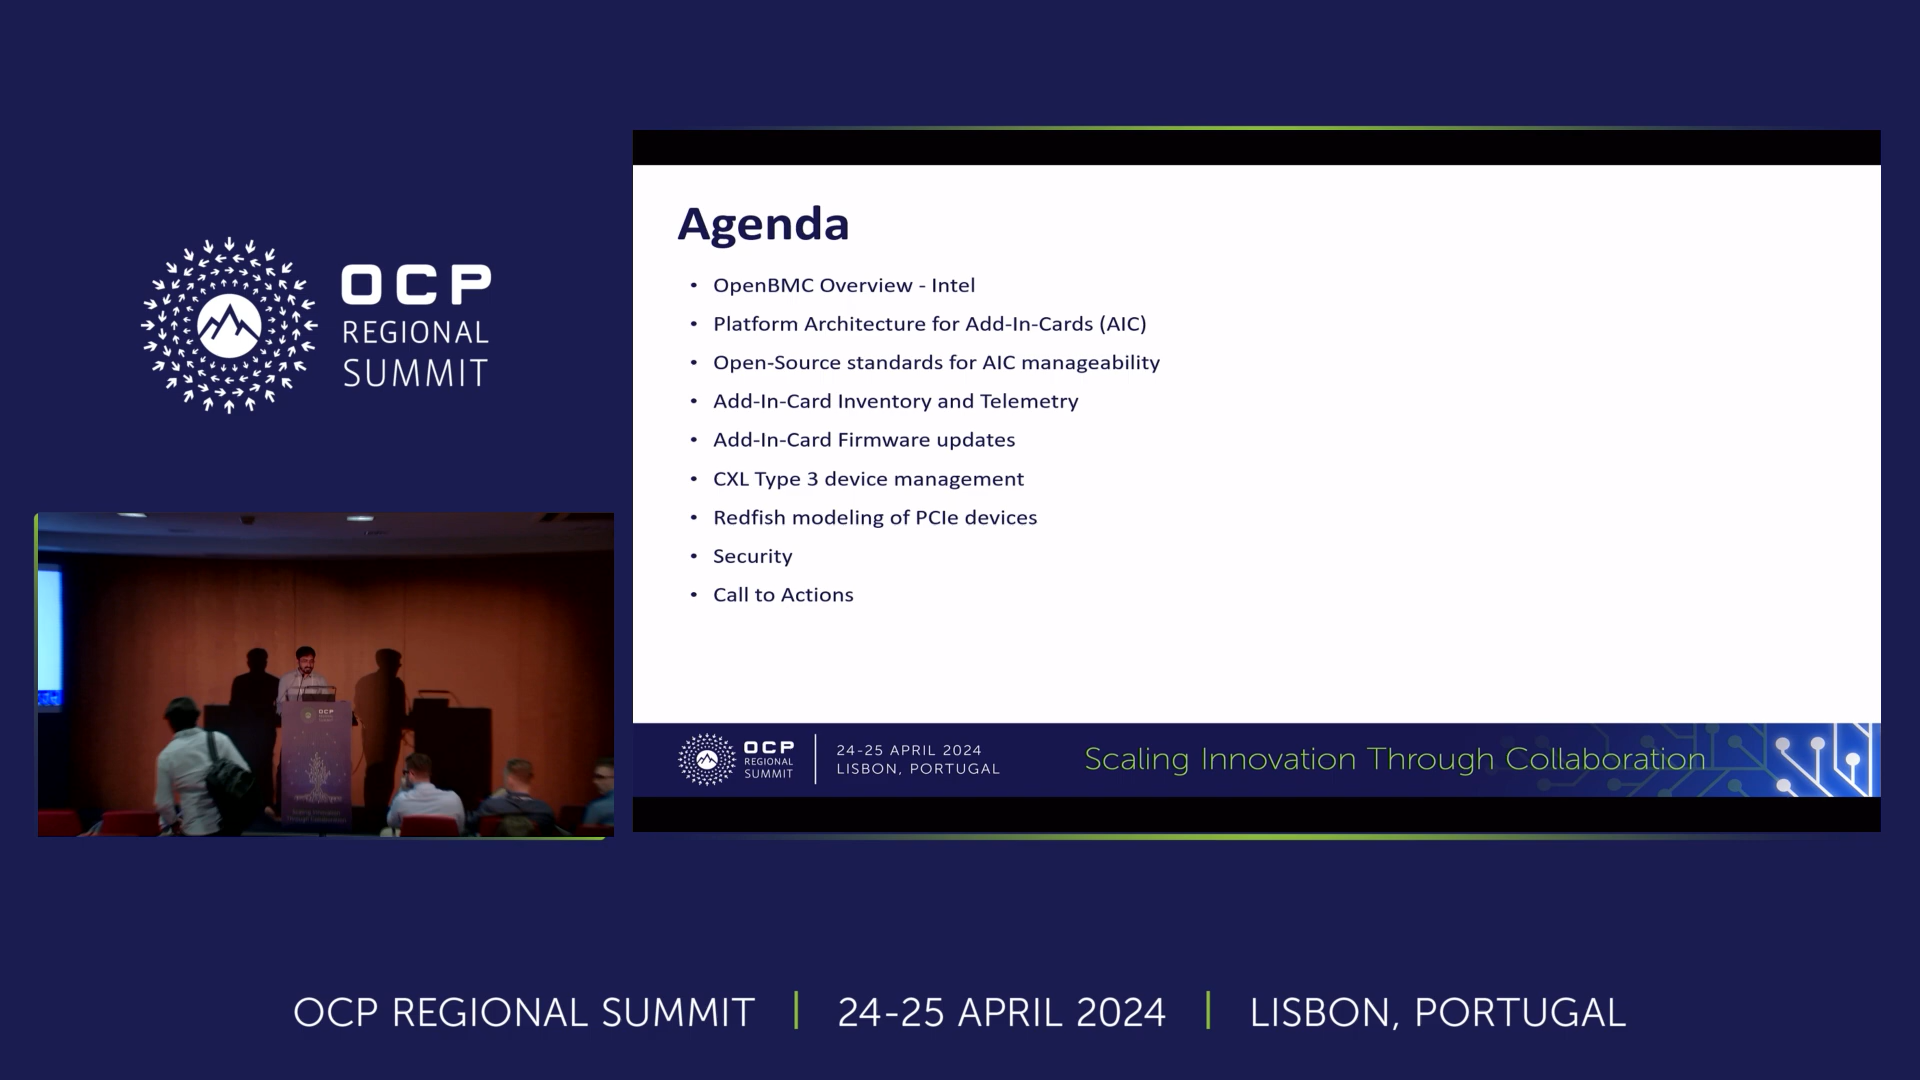 OCP
REGIONAL
SUMMIT
Agenda
• OpenBMC Overview - Intel
• Platform Architecture for Add-In-Cards (AIC)
• Open-Source standards for AIC manageability
• Add-In-Card Inventory and Telemetry
• Add-In-Card Firmware updates
• CXL Type 3 device management
• Redfish modeling of PCIe devices
• Security
• Call to Actions
OCP
REGIONAL
SUMMIT
24-25 APRIL 2024
LISBON, PORTUGAL
Scaling Innovation Through Collaboration
OCP
OCP REGIONAL SUMMIT | 24-25 APRIL 2024 | LISBON, PORTUGAL